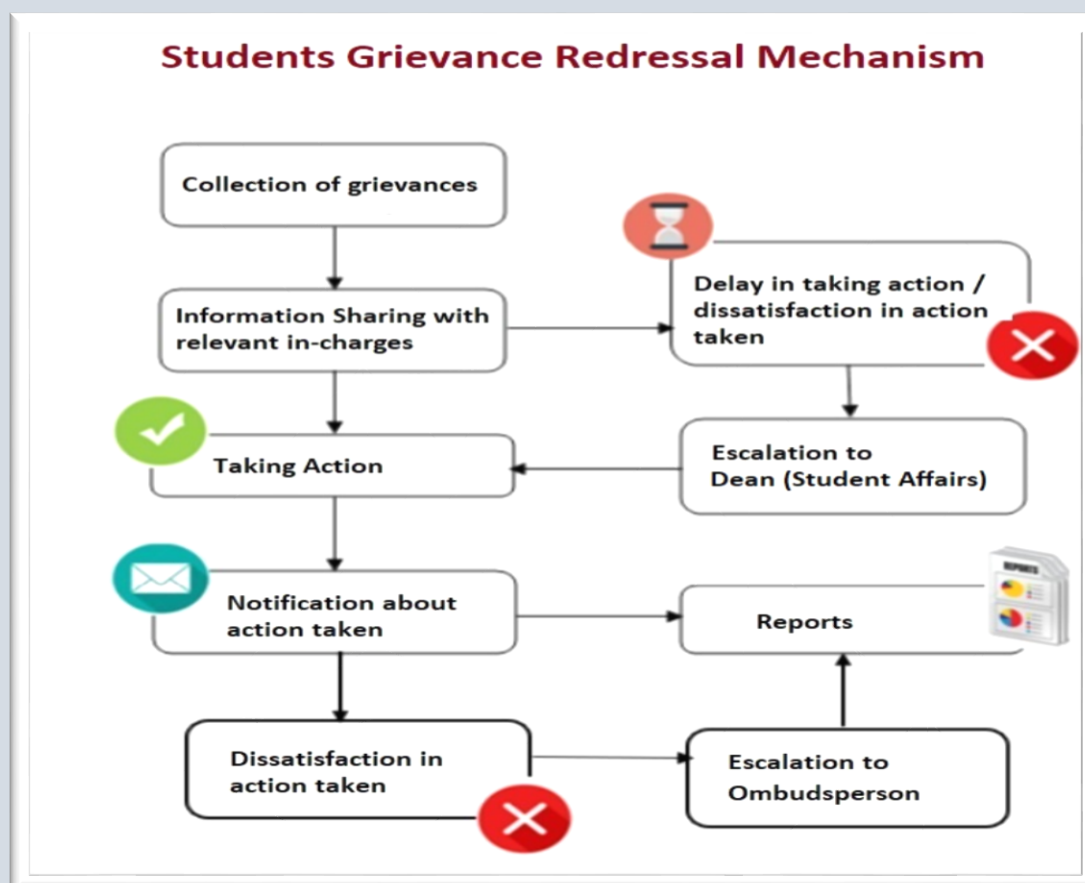 Students Grievance Redressal Mechanism
Collection of grievances
Information Sharing with
relevant in-charges
Delay in taking action /
dissatisfaction in action
taken
Taking Action
Escalation to
Dean (Student Affairs)
Notification about
action taken
REPORTS
Reports
Dissatisfaction in
action taken
Escalation to
Ombudsperson